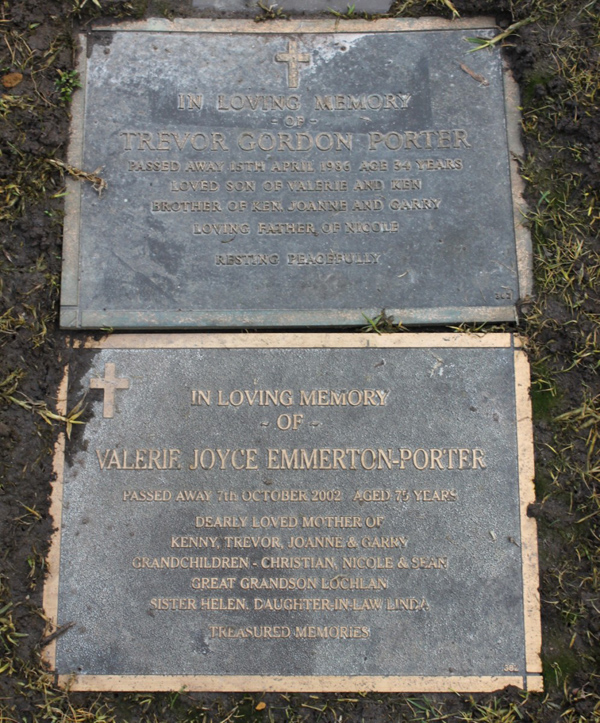 IN LOVING MEMORY
- OF -
TREVOR GORDON PORTER
PASSED AWAY 15TH APRIL 1986 AGE 34 YEARS
LOVED SON OF VALERIE AND KEN
BROTHER OF KEN, JOANNE AND GARRY
LOVING FATHER OF NICOLE
RESTING PEACEFULLY
IN LOVING MEMORY
- OF -
VALERIE JOYCE EMMERTON-PORTER
PASSED AWAY 7th OCTOBER, 2002 AGED 75 YEARS
DEARLY LOVED MOTHER OF
KENNY, TREVOR, JOANNE & GARRY
GRANDCHILDREN - CHRISTIAN, NICOLE & SEAN
GREAT GRANDSON LOCHLAN
SISTER HELEN, DAUGHTER-IN-LAW LINDA
TREASURED MEMORIES